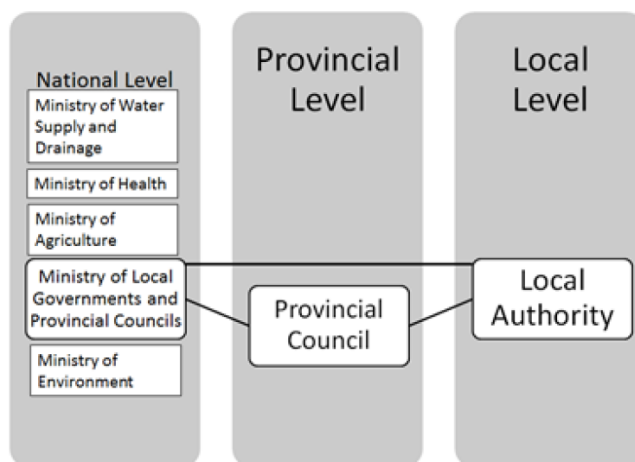 National Level
Ministry of Water
Supply and
Drainage
Ministry of Health
Ministry of
Agriculture
Ministry of Local
Governments and
Provincial Councils
Ministry of
Environment
Provincial
Level
Provincial
Council
Local
Level
Local
Authority